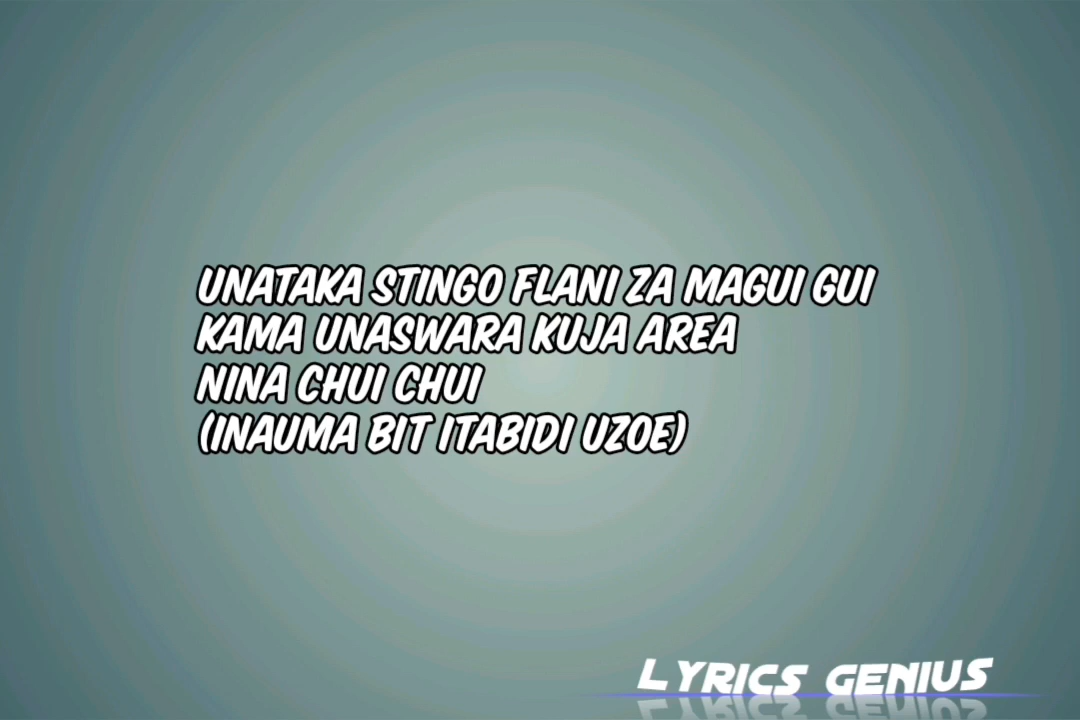 UNATAKA STINGO FLANI ZA MAGUI GUI
KAMA UNASWARA KUJA AREA
NINA CHUI CHUI
(INAUMA BIT ITABIDI UZOE)
LYRICS GENIUS